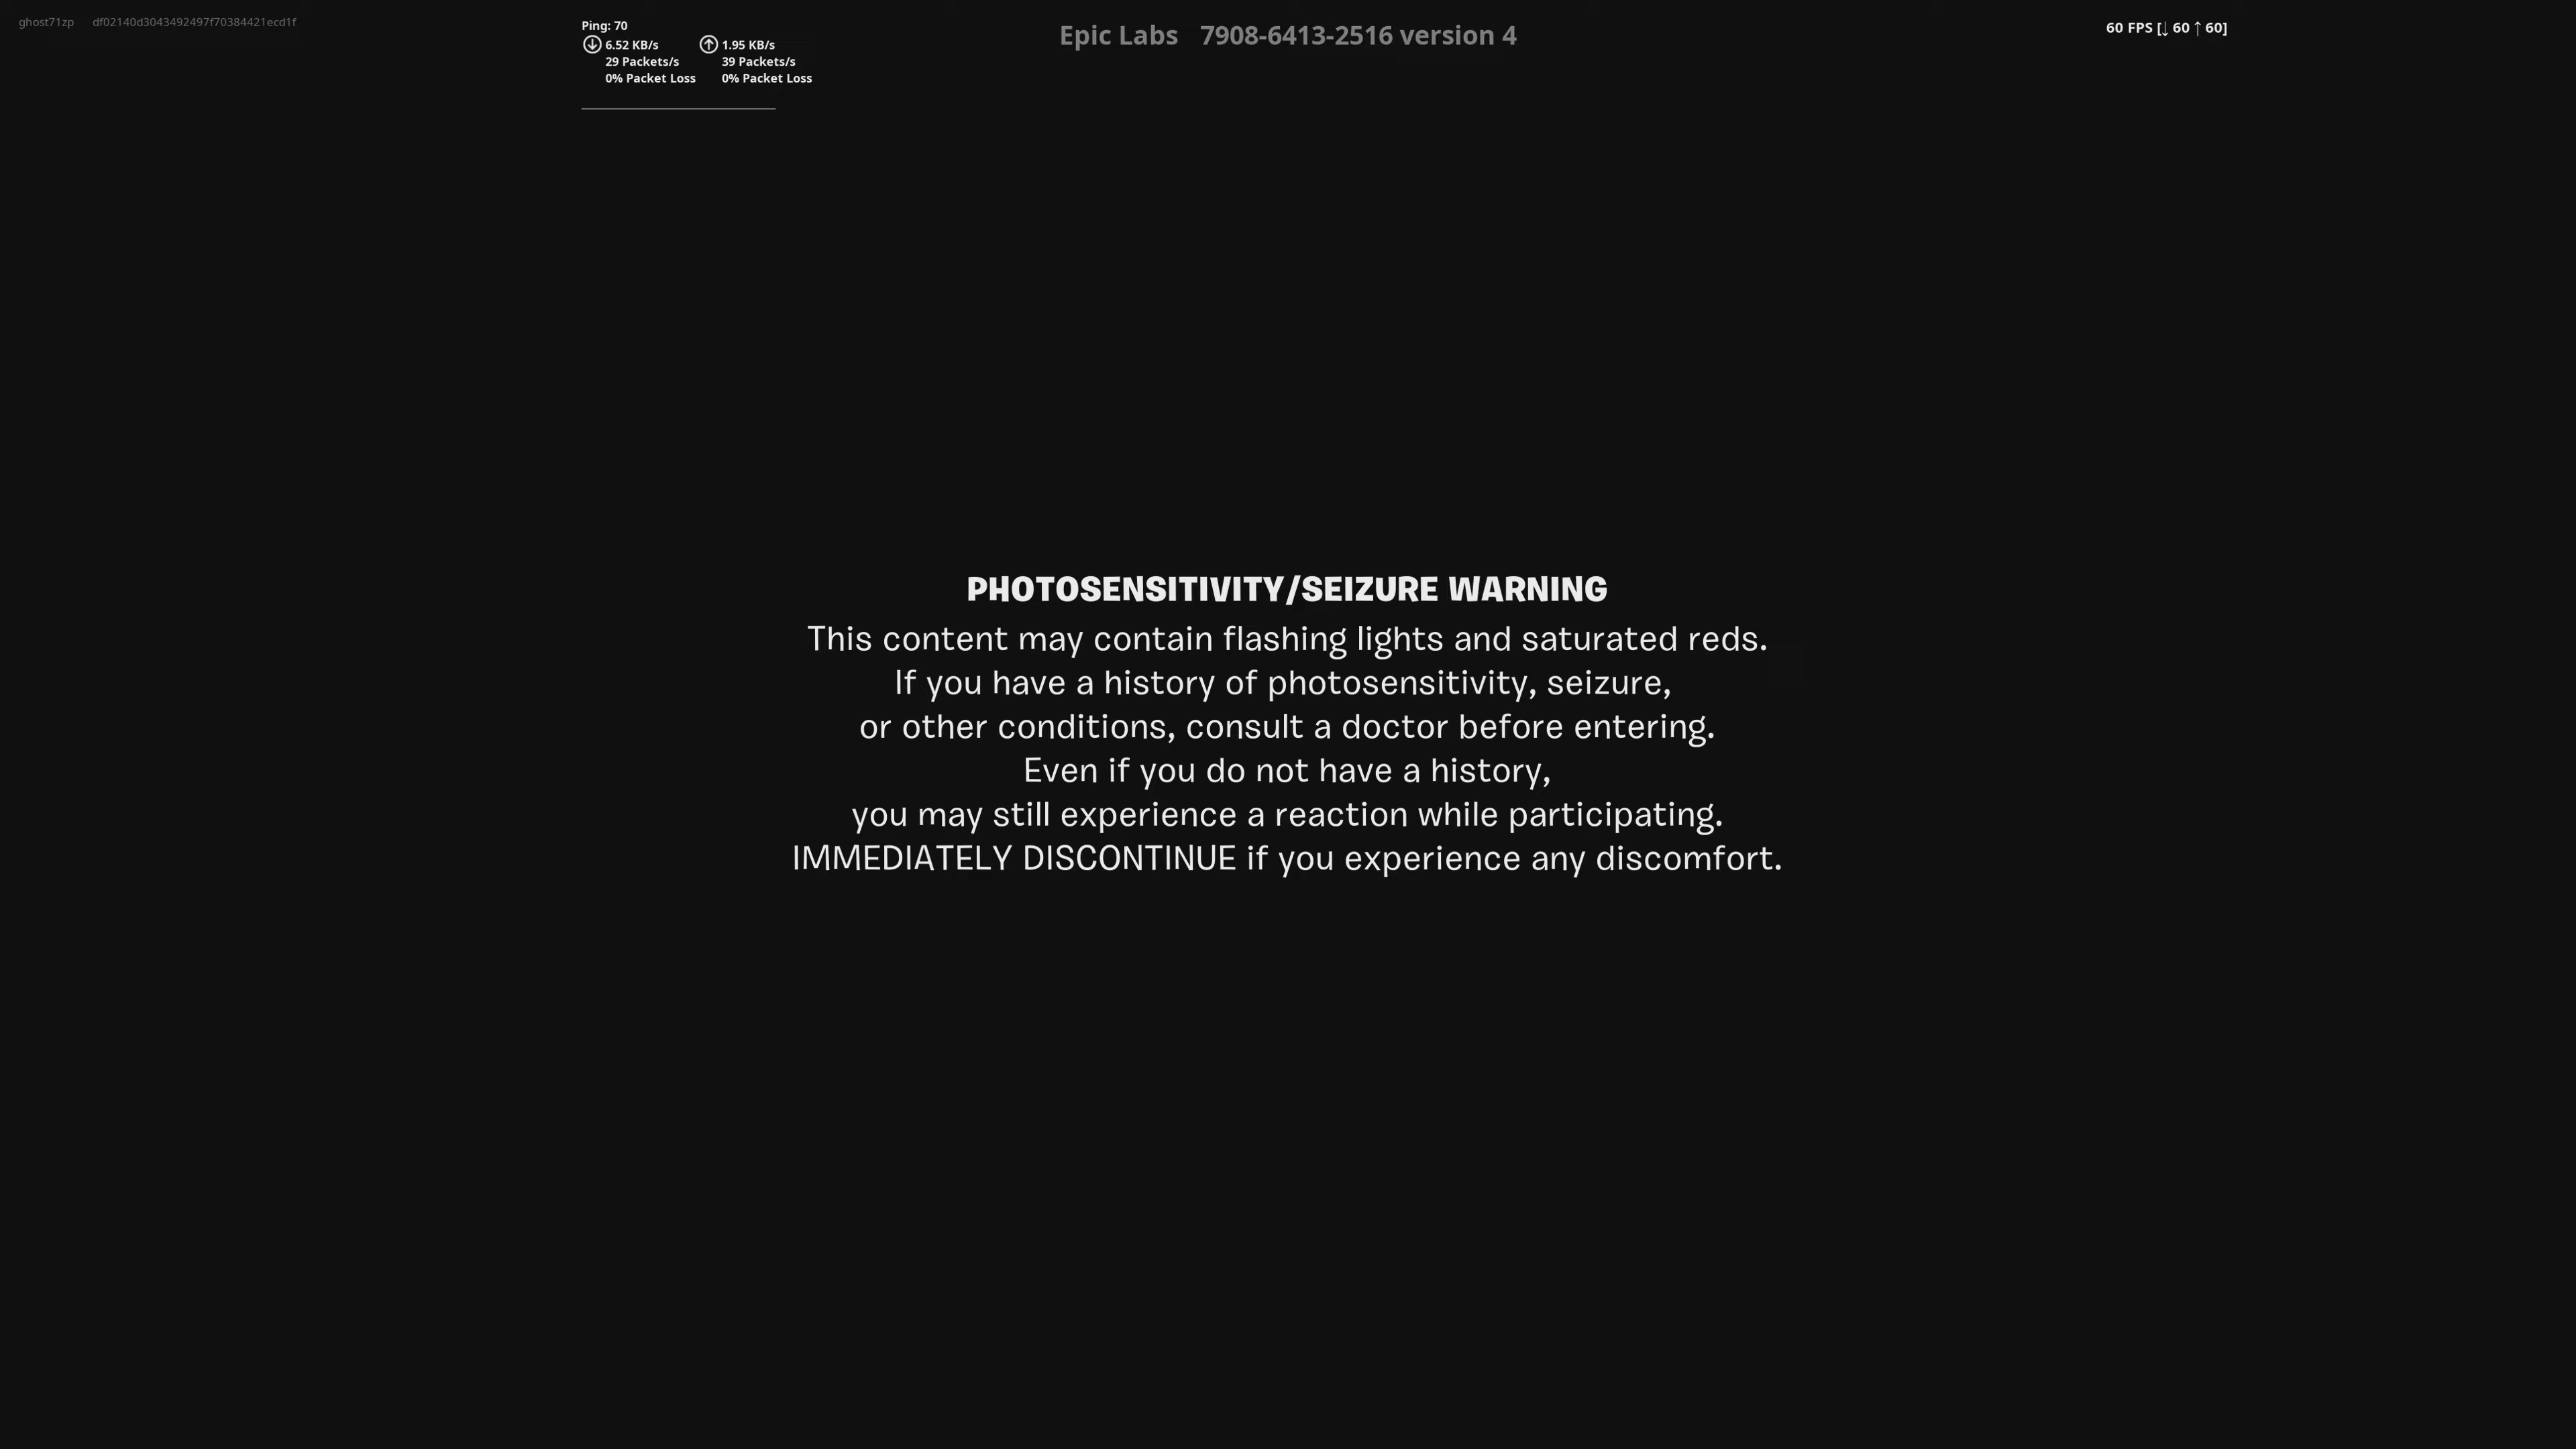 ghost71zp df02140d3043492497f70384421ecd1f
Ping: 70
6.52 KB/s 1.95 KB/s
29 Packets/s 39 Packets/s
0% Packet Loss 0% Packet Loss
Epic Labs 7908-6413-2516 version 4
60 FPS [↓ 60 ↑ 60]
PHOTOSENSITIVITY/SEIZURE WARNING
This content may contain flashing lights and saturated reds.
If you have a history of photosensitivity, seizure,
or other conditions, consult a doctor before entering.
Even if you do not have a history,
you may still experience a reaction while participating.
IMMEDIATELY DISCONTINUE if you experience any discomfort.